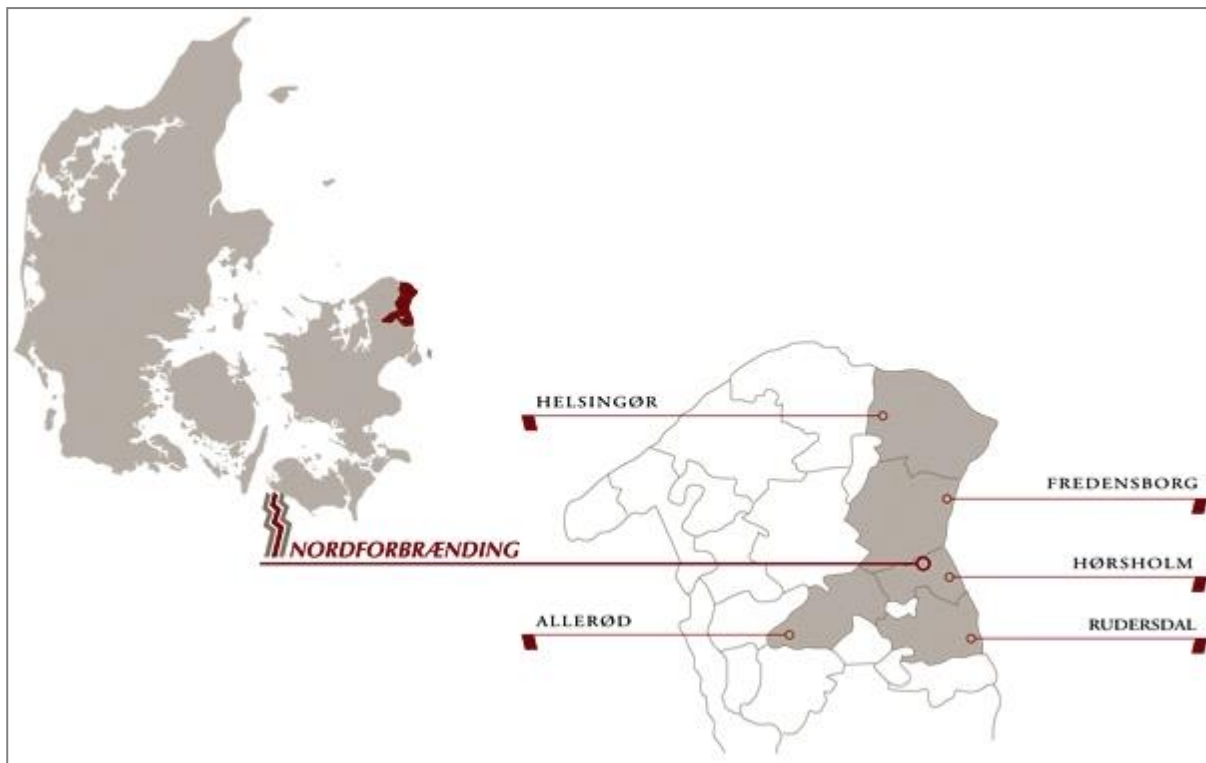 HELSINGØR
FREDENSBORG
NORDFORBRÆNDING
HØRSHOLM
ALLERØD
RUDERSDAL